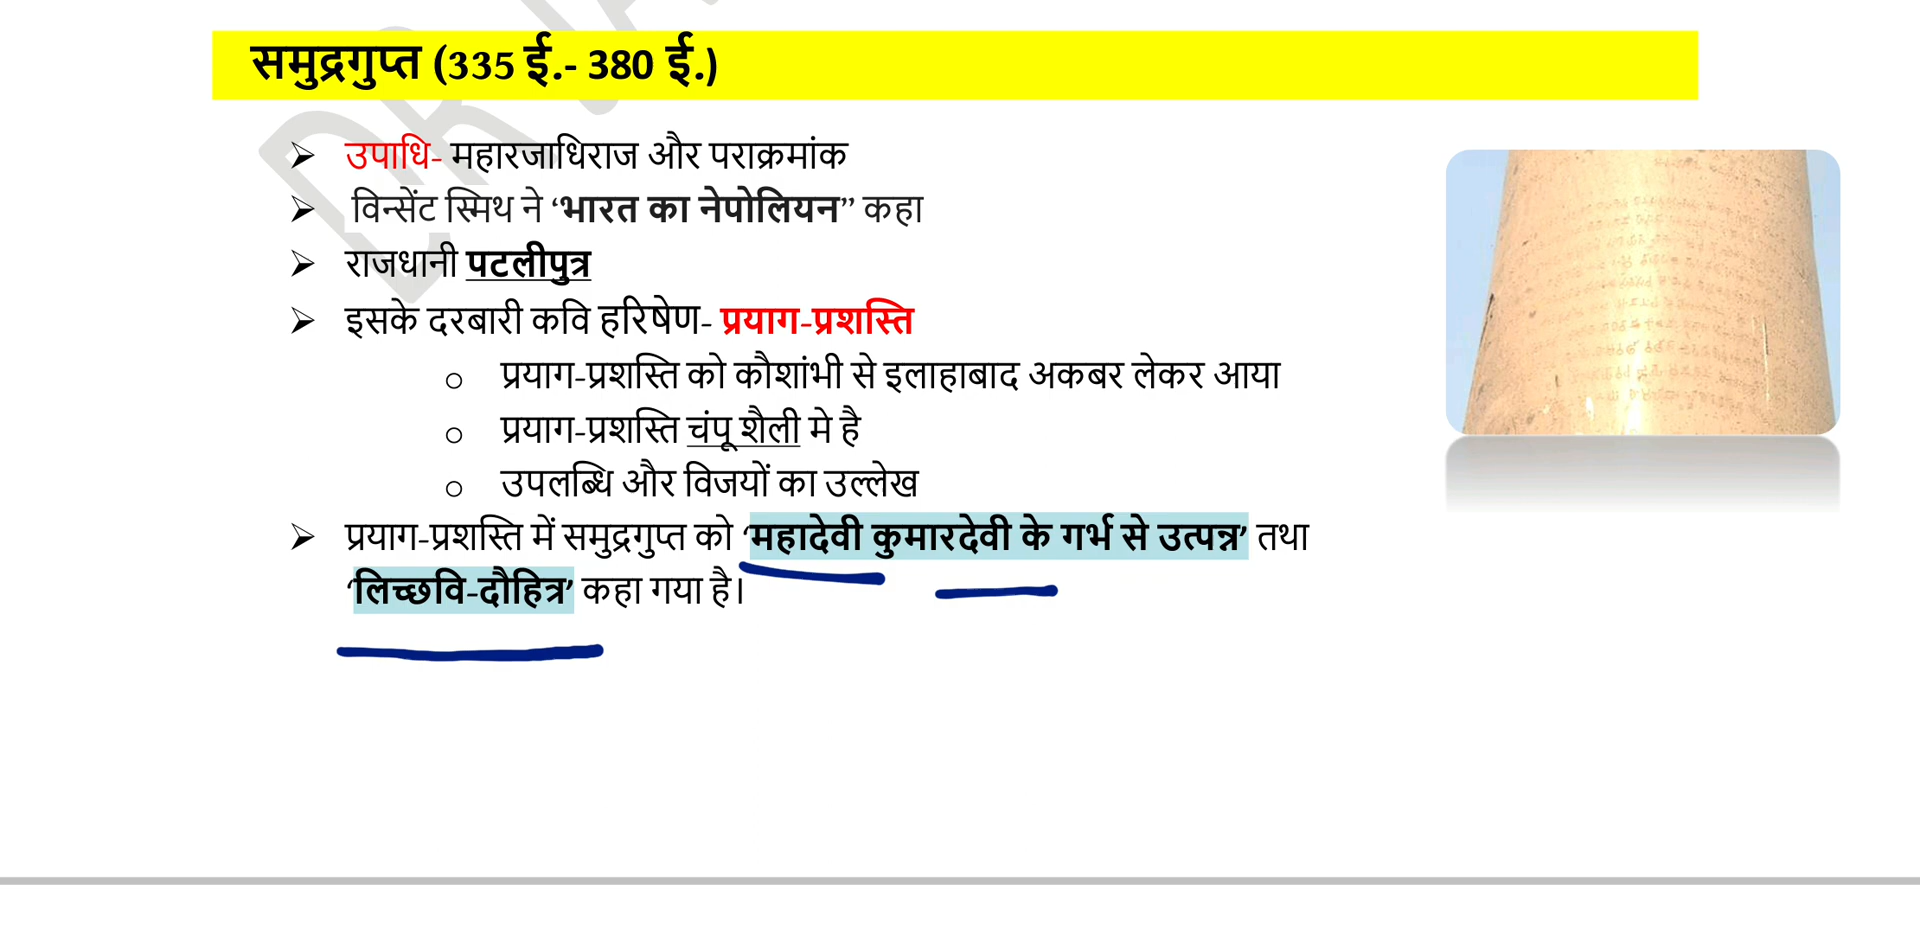 समुद्रगुप्त (335 ई.- 380 ई.)
➢ उपाधि- महारजाधिराज और पराक्रमांक
➢ विन्सेंट स्मिथ ने “भारत का नेपोलियन” कहा
➢ राजधानी पटलीपुत्र
➢ इसके दरबारी कवि हरिषेण- प्रयाग-प्रशस्ति
o प्रयाग-प्रशस्ति को कौशांभी से इलाहाबाद अकबर लेकर आया
o प्रयाग-प्रशस्ति चंपू शैली मे है
o उपलब्धि और विजयों का उल्लेख
➢ प्रयाग-प्रशस्ति में समुद्रगुप्त को ‘महादेवी कुमारदेवी के गर्भ से उत्पन्न’ तथा
‘लिच्छवि-दौहित्र’ कहा गया है।